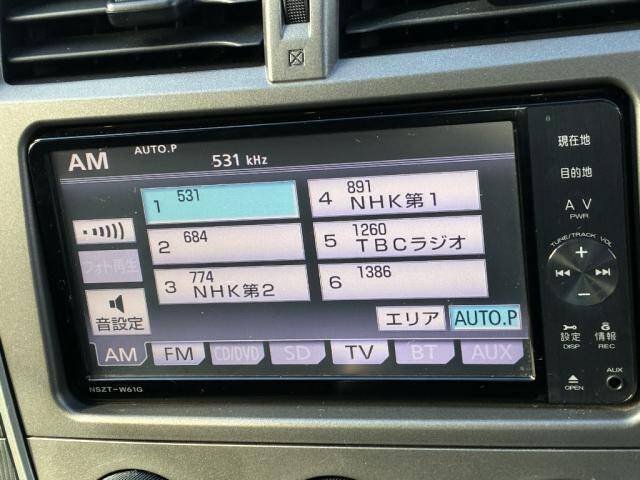 AM AUTO.P 531 kHz
1 531
2 684
3 774 NHK第2
4 891 NHK第1
5 1260 TBCラジオ
6 1386
フォト再生
音設定
エリア AUTO.P
AM FM CD/DVD SD TV BT AUX
NSZT-W61G
現在地
目的地
AV
PWR
TUNE/TRACK VOL
+
−
設定 情報
DISP REC
OPEN
AUX